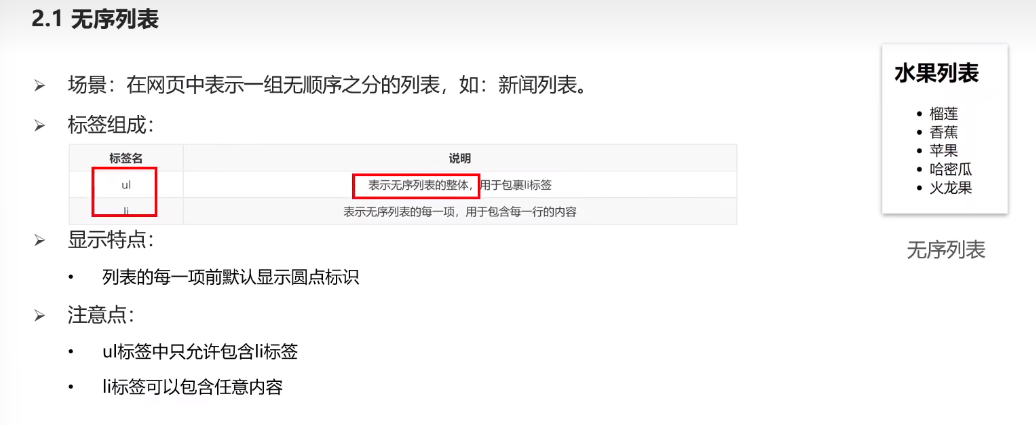 2.1 无序列表
场景：在网页中表示一组无顺序之分的列表，如：新闻列表。
标签组成：
标签名 说明
ul 表示无序列表的整体，用于包裹li标签
li 表示无序列表的每一项，用于包含每一行的内容
显示特点：
列表的每一项前默认显示圆点标识
注意点：
ul标签中只允许包含li标签
li标签可以包含任意内容
水果列表
榴莲
香蕉
苹果
哈密瓜
火龙果
无序列表